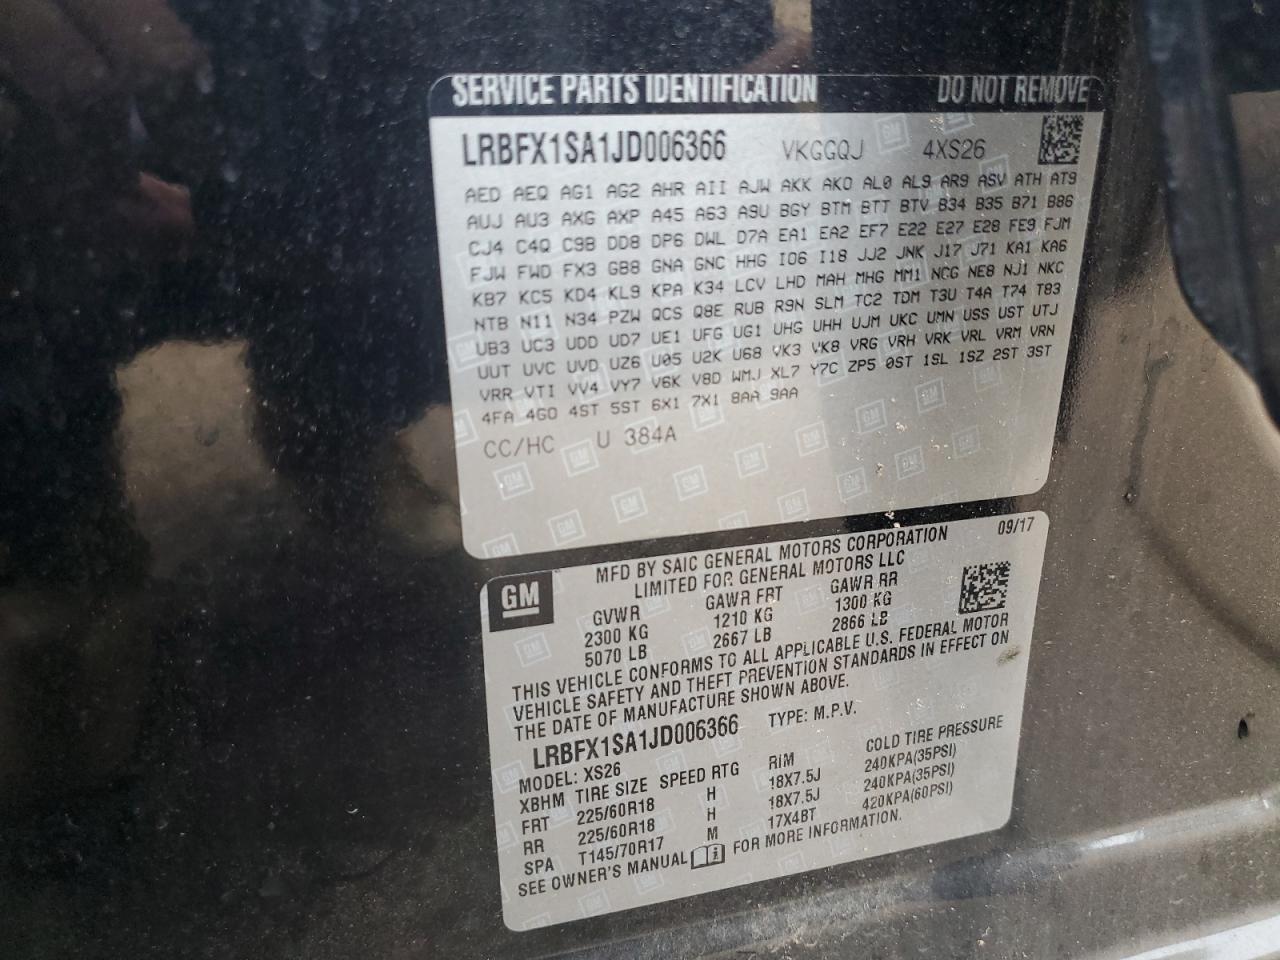 SERVICE PARTS IDENTIFICATION DO NOT REMOVE
LRBFX1SA1JD006366 VKGGQJ 4XS26
AED AEQ AG1 AG2 AHR AII AJW AKK AKO AL0 AL9 AR9 ASV ATH AT9
AUJ AU3 AXG AXP A45 A63 A9U BGY BTM BTT BTV B34 B35 B71 B86
CJ4 C4Q C9B DD8 DP6 DWL D7A EA1 EA2 EF7 E22 E27 E28 FE9 FJM
FJW FWD FX3 GB8 GNA GNC HHG IO6 I18 JJ2 JNK J17 J71 KA1 KA6
KB7 KC5 KD4 KL9 KPA K34 LCV LHD MAH MHG MM1 NCG NE8 NJ1 NKC
NTB N11 N34 PZW QCS Q8E RUB R9N SLM TC2 TDM T3U T4A T74 T83
UB3 UC3 UDD UD7 UE1 UFG UG1 UHG UHH UJM UKC UMN USS UST UTJ
UUT UVC UVD UZ6 U05 U2K U68 VK3 VK8 VRG VRH VRK VRL VRM VRN
VRR VTI VV4 VY7 V6K V8D WMJ XL7 Y7C ZP5 0ST 1SL 1SZ 2ST 3ST
4FA 4GO 4ST 5ST 6X1 7X1 8AA 9AA
CC/HC U 384A
GM
MFD BY SAIC GENERAL MOTORS CORPORATION 09/17
LIMITED FOR GENERAL MOTORS LLC
GVWR GAWR FRT GAWR RR
2300 KG 1210 KG 1300 KG
5070 LB 2667 LB 2866 LB
THIS VEHICLE CONFORMS TO ALL APPLICABLE U.S. FEDERAL MOTOR
VEHICLE SAFETY AND THEFT PREVENTION STANDARDS IN EFFECT ON
THE DATE OF MANUFACTURE SHOWN ABOVE.
LRBFX1SA1JD006366 TYPE: M.P.V.
MODEL: XS26
XBHM TIRE SIZE SPEED RTG RIM COLD TIRE PRESSURE
FRT 225/60R18 H 18X7.5J 240KPA(35PSI)
RR 225/60R18 H 18X7.5J 240KPA(35PSI)
SPA T145/70R17 M 17X4BT 420KPA(60PSI)
SEE OWNER'S MANUAL FOR MORE INFORMATION.